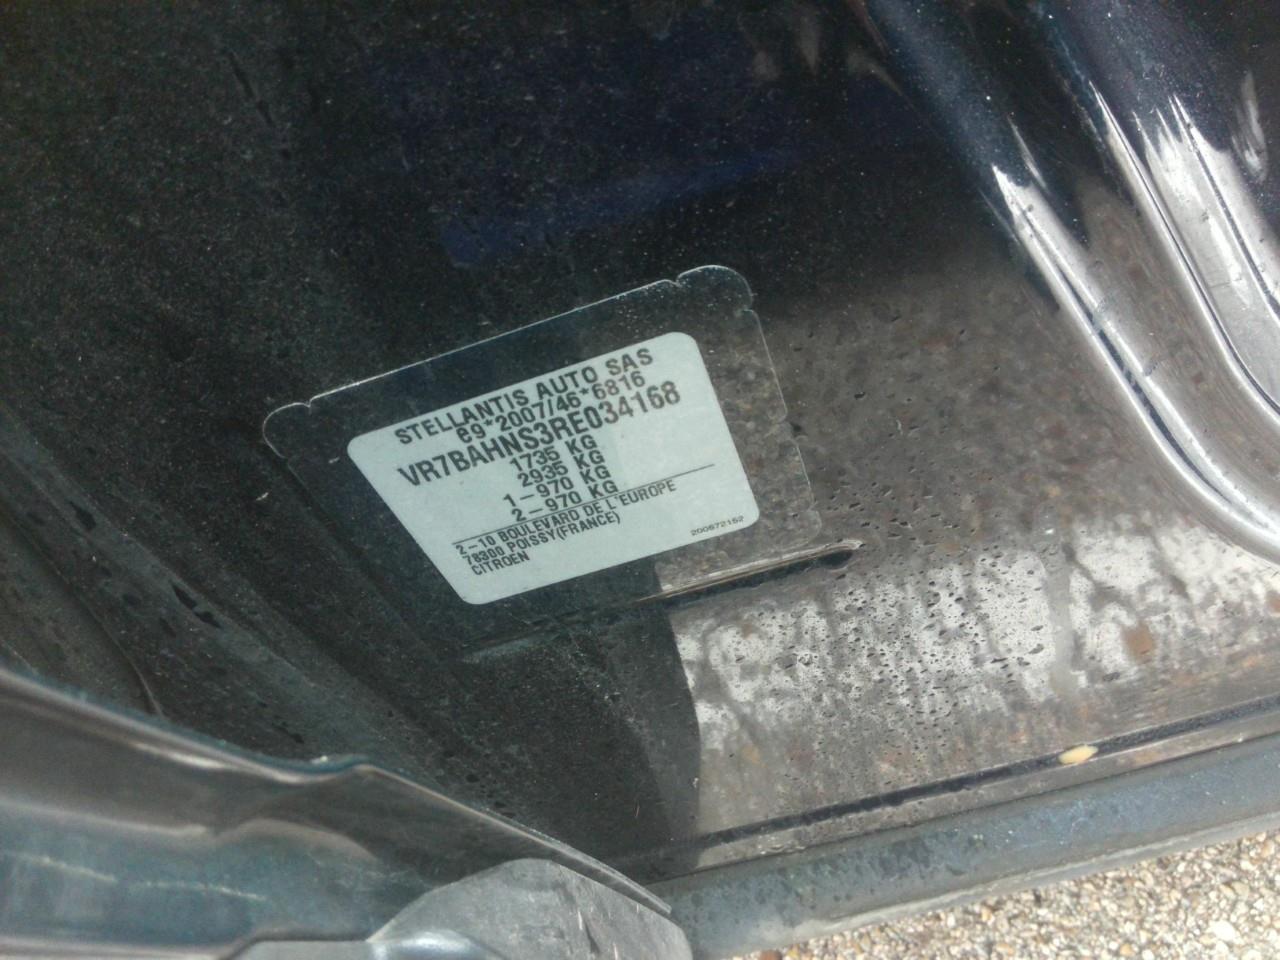 STELLANTIS AUTO SAS
e9*2007/46*6816
VR7BAHNS3RE034168
1735 KG
2935 KG
1-970 KG
2-970 KG
2-10 BOULEVARD DE L'EUROPE
78300 POISSY(FRANCE)
CITROEN
200672152